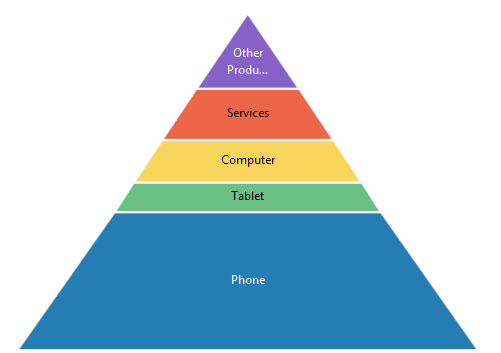 Other
Produ...
Services
Computer
Tablet
Phone